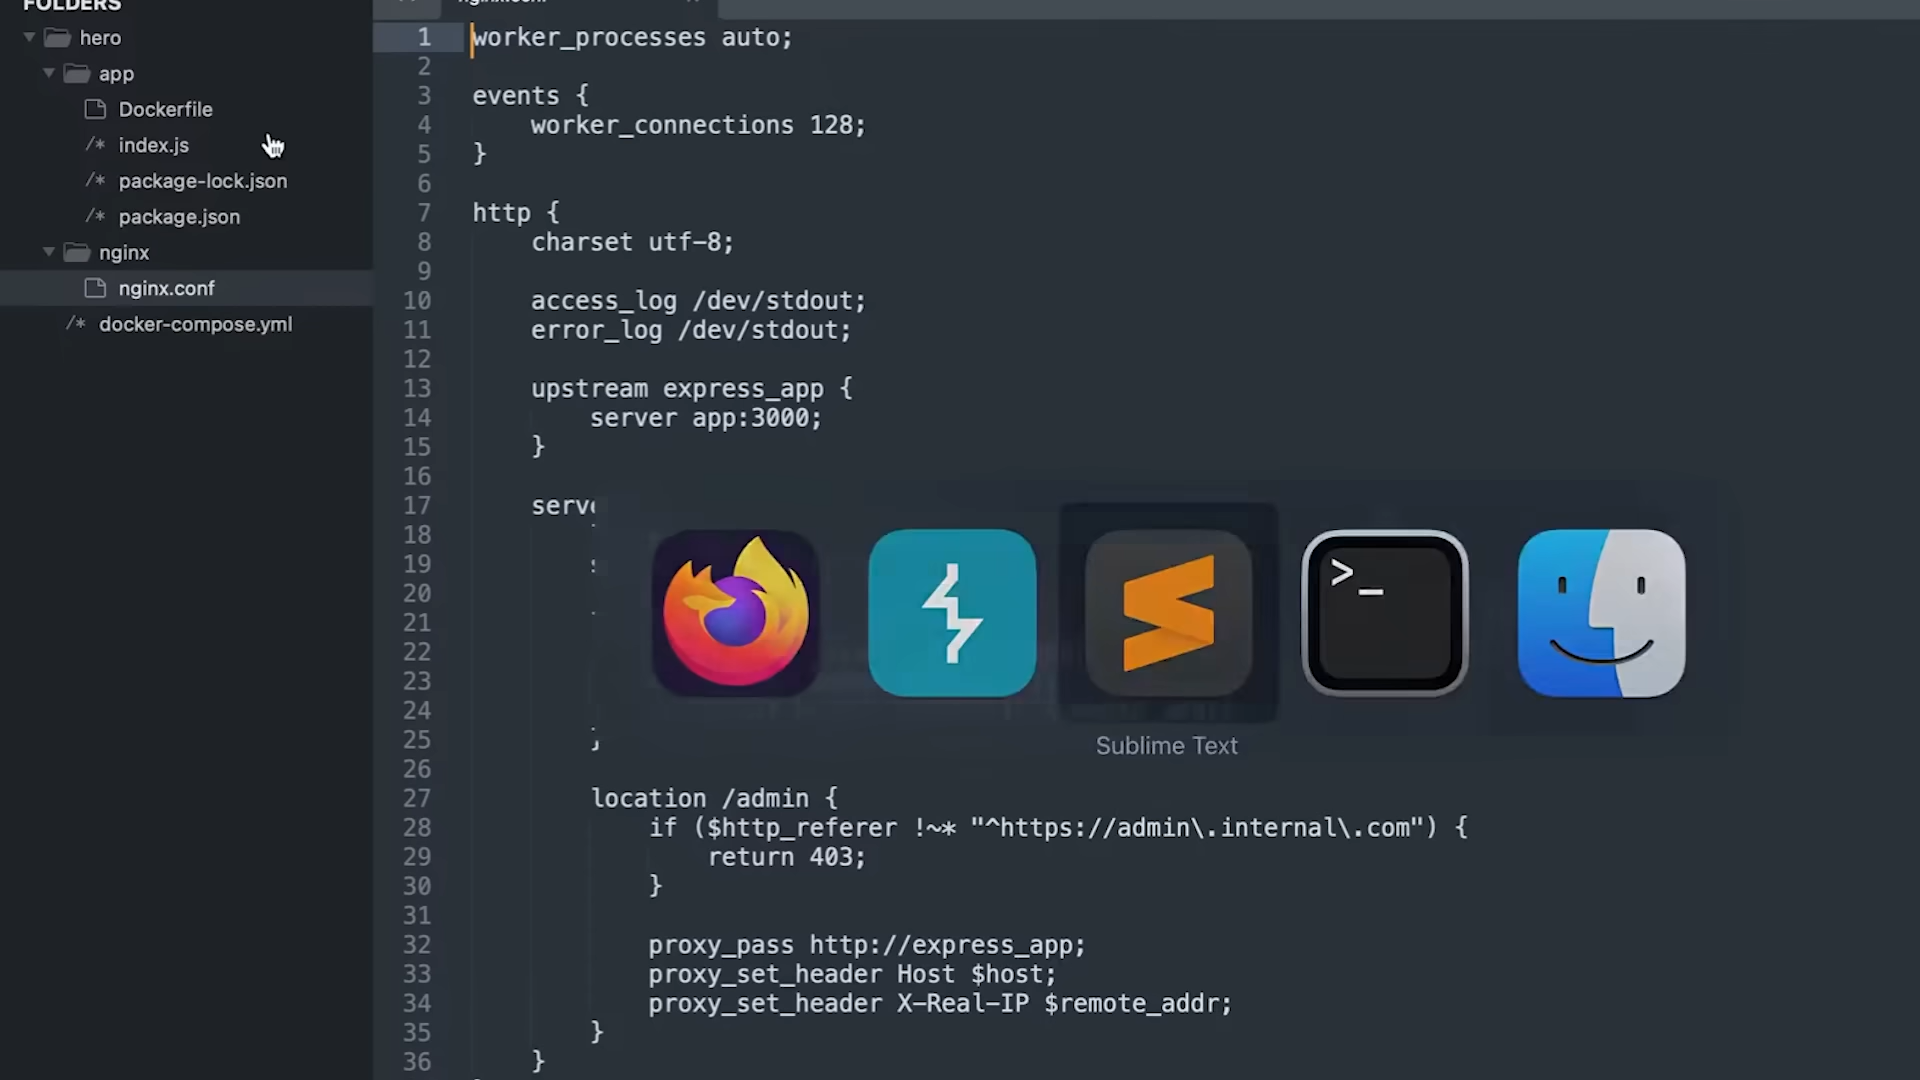 FOLDERS
hero
app
Dockerfile
/* index.js
/* package-lock.json
/* package.json
nginx
nginx.conf
/* docker-compose.yml
nginx.conf
1 worker_processes auto;
2
3 events {
4 worker_connections 128;
5 }
6
7 http {
8 charset utf-8;
9
10 access_log /dev/stdout;
11 error_log /dev/stdout;
12
13 upstream express_app {
14 server app:3000;
15 }
16
17
18
19
20
21
22
23
24
25
26
27 location /admin {
28 if ($http_referer !~* "^https://admin\.internal\.com") {
29 return 403;
30 }
31
32 proxy_pass http://express_app;
33 proxy_set_header Host $host;
34 proxy_set_header X-Real-IP $remote_addr;
35 }
36 }
>_
Sublime Text